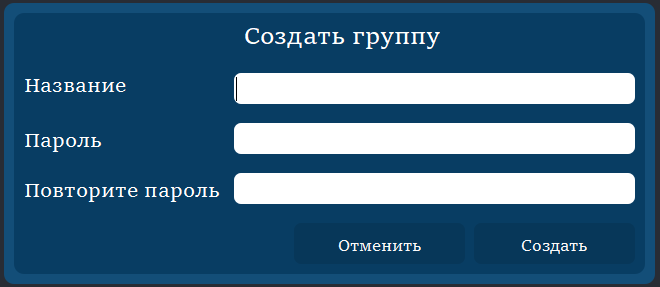 Создать группу
Название
Пароль
Повторите пароль
Отменить Создать